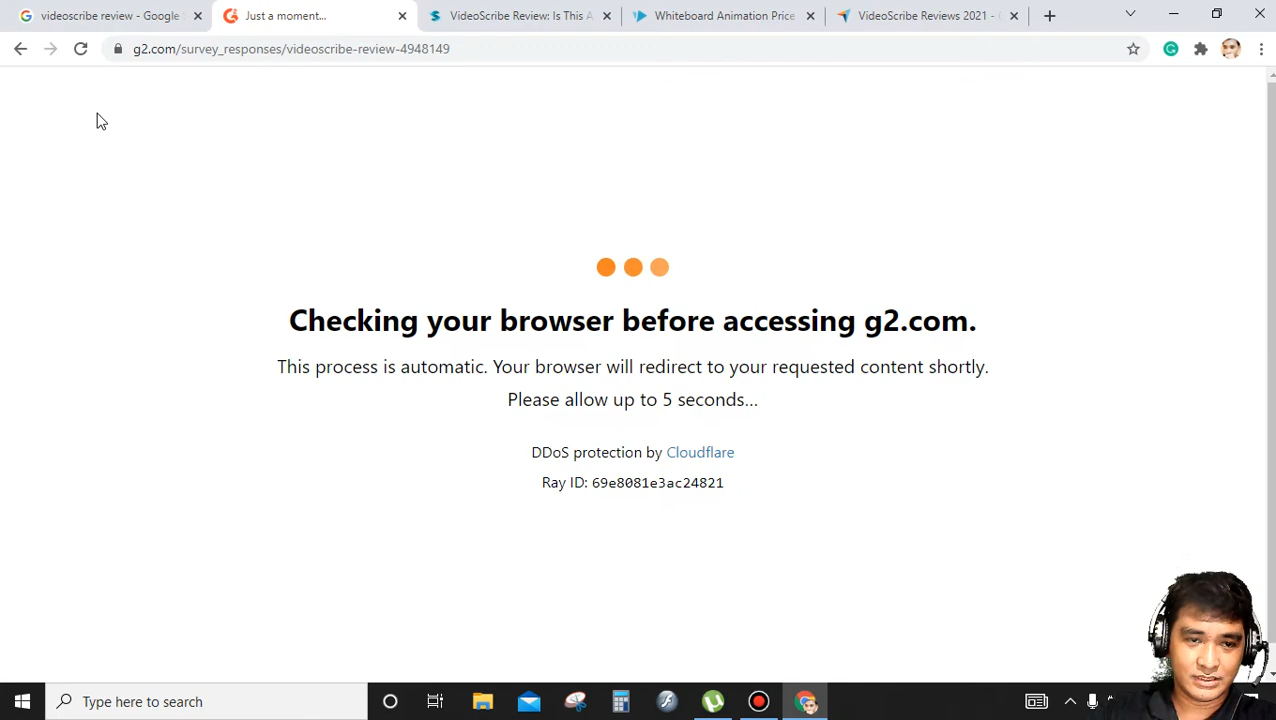 videoscribe review - Google
Just a moment...
VideoScribe Review: Is This A
Whiteboard Animation Price
VideoScribe Reviews 2021 -
g2.com/survey_responses/videoscribe-review-4948149
Checking your browser before accessing g2.com.
This process is automatic. Your browser will redirect to your requested content shortly.
Please allow up to 5 seconds...
DDoS protection by Cloudflare
Ray ID: 69e8081e3ac24821
Type here to search